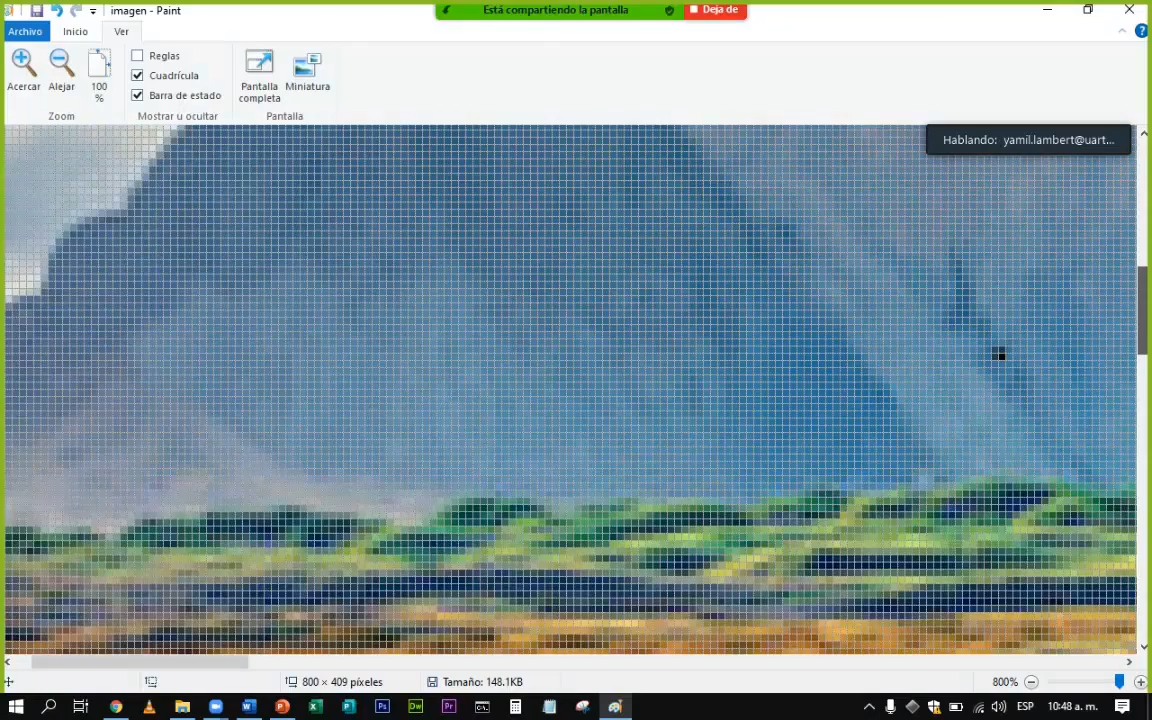 imagen - Paint
Está compartiendo la pantalla
Deja de
Archivo
Inicio
Ver
Acercar
Alejar
100
%
Zoom
Reglas
Cuadrícula
Barra de estado
Mostrar u ocultar
Pantalla
completa
Miniatura
Pantalla
Hablando: yamil.lambert@uart...
800 × 409 píxeles
Tamaño: 148.1KB
800%
ESP
10:48 a. m.